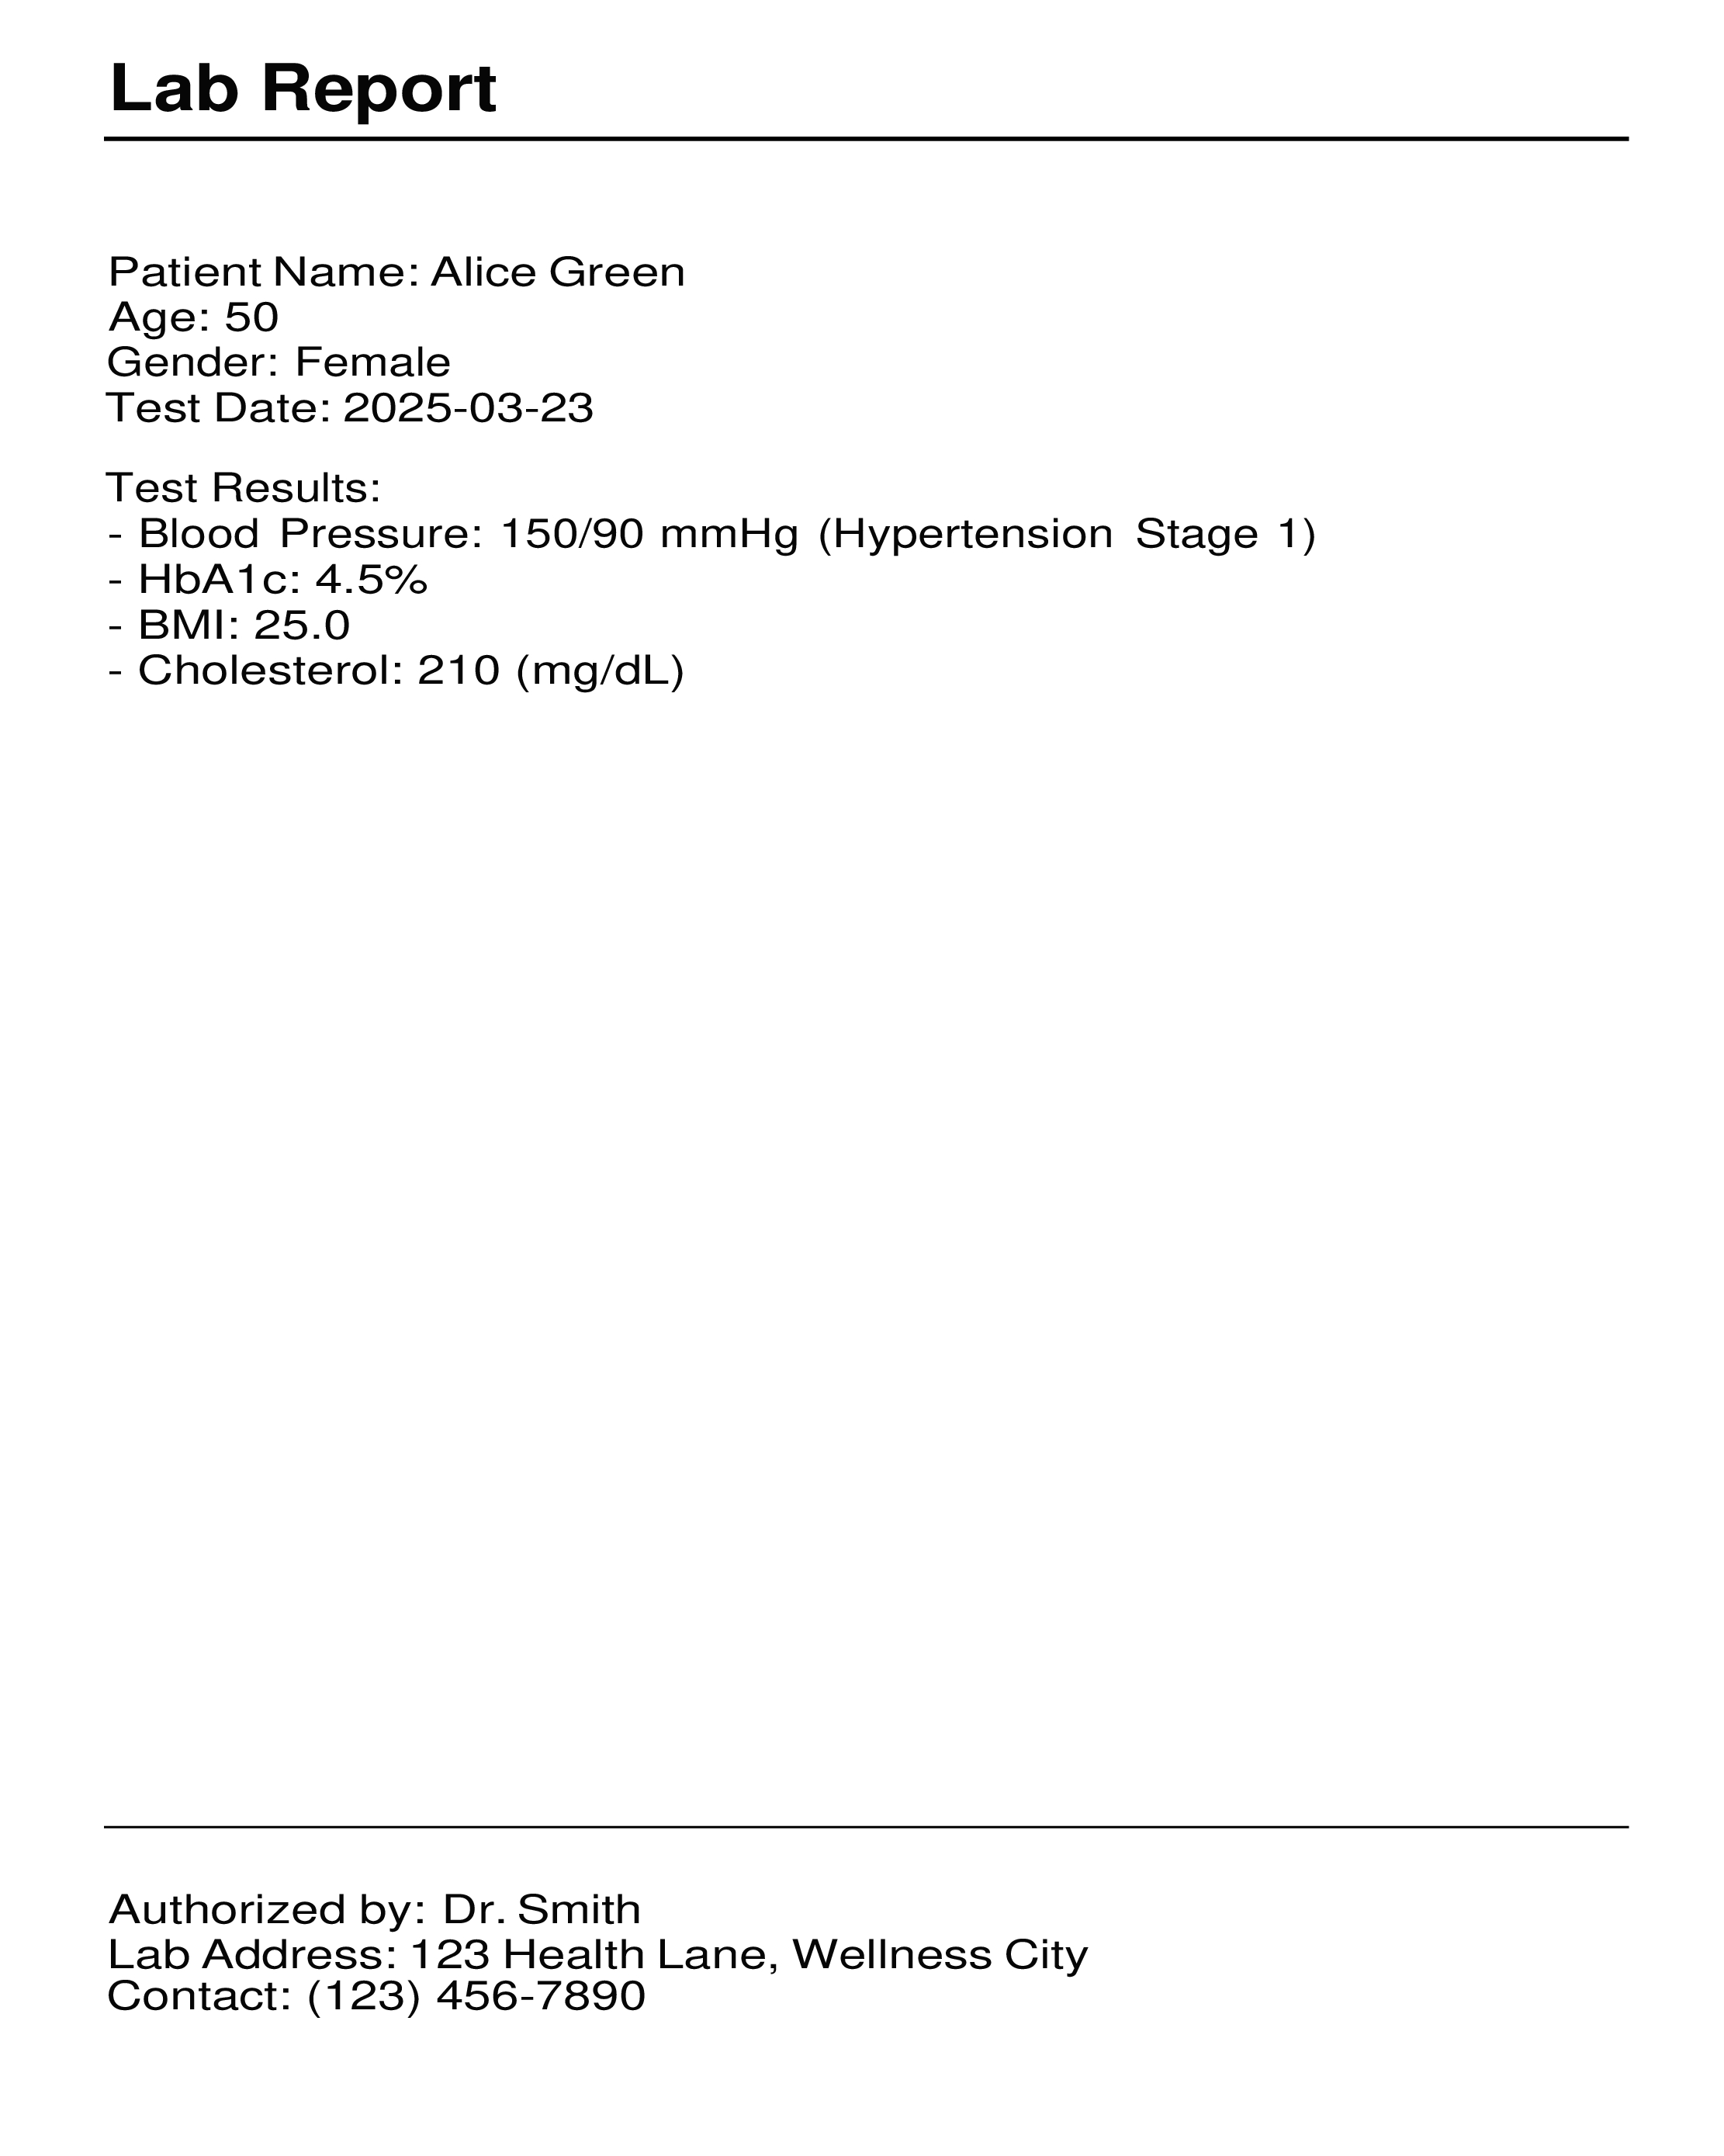 Lab Report
Patient Name: Alice Green
Age: 50
Gender: Female
Test Date: 2025-03-23
Test Results:
- Blood Pressure: 150/90 mmHg (Hypertension Stage 1)
- HbA1c: 4.5%
- BMI: 25.0
- Cholesterol: 210 (mg/dL)
Authorized by: Dr. Smith
Lab Address: 123 Health Lane, Wellness City
Contact: (123) 456-7890